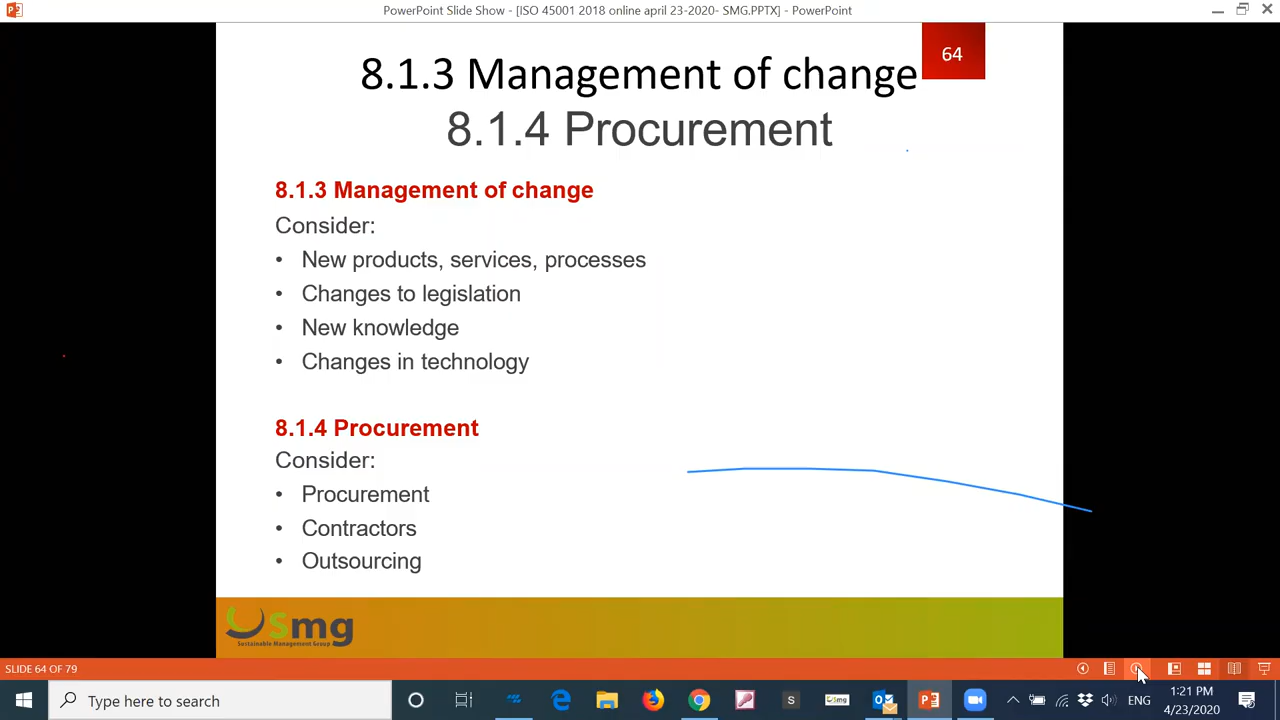 PowerPoint Slide Show - [ISO 45001 2018 online april 23-2020- SMG.PPTX] - PowerPoint
64
8.1.3 Management of change
8.1.4 Procurement
8.1.3 Management of change
Consider:
• New products, services, processes
• Changes to legislation
• New knowledge
• Changes in technology
8.1.4 Procurement
Consider:
• Procurement
• Contractors
• Outsourcing
Smg
Sustainable Management Group
SLIDE 64 OF 79
Type here to search
S
Smg
ENG
1:21 PM
4/23/2020